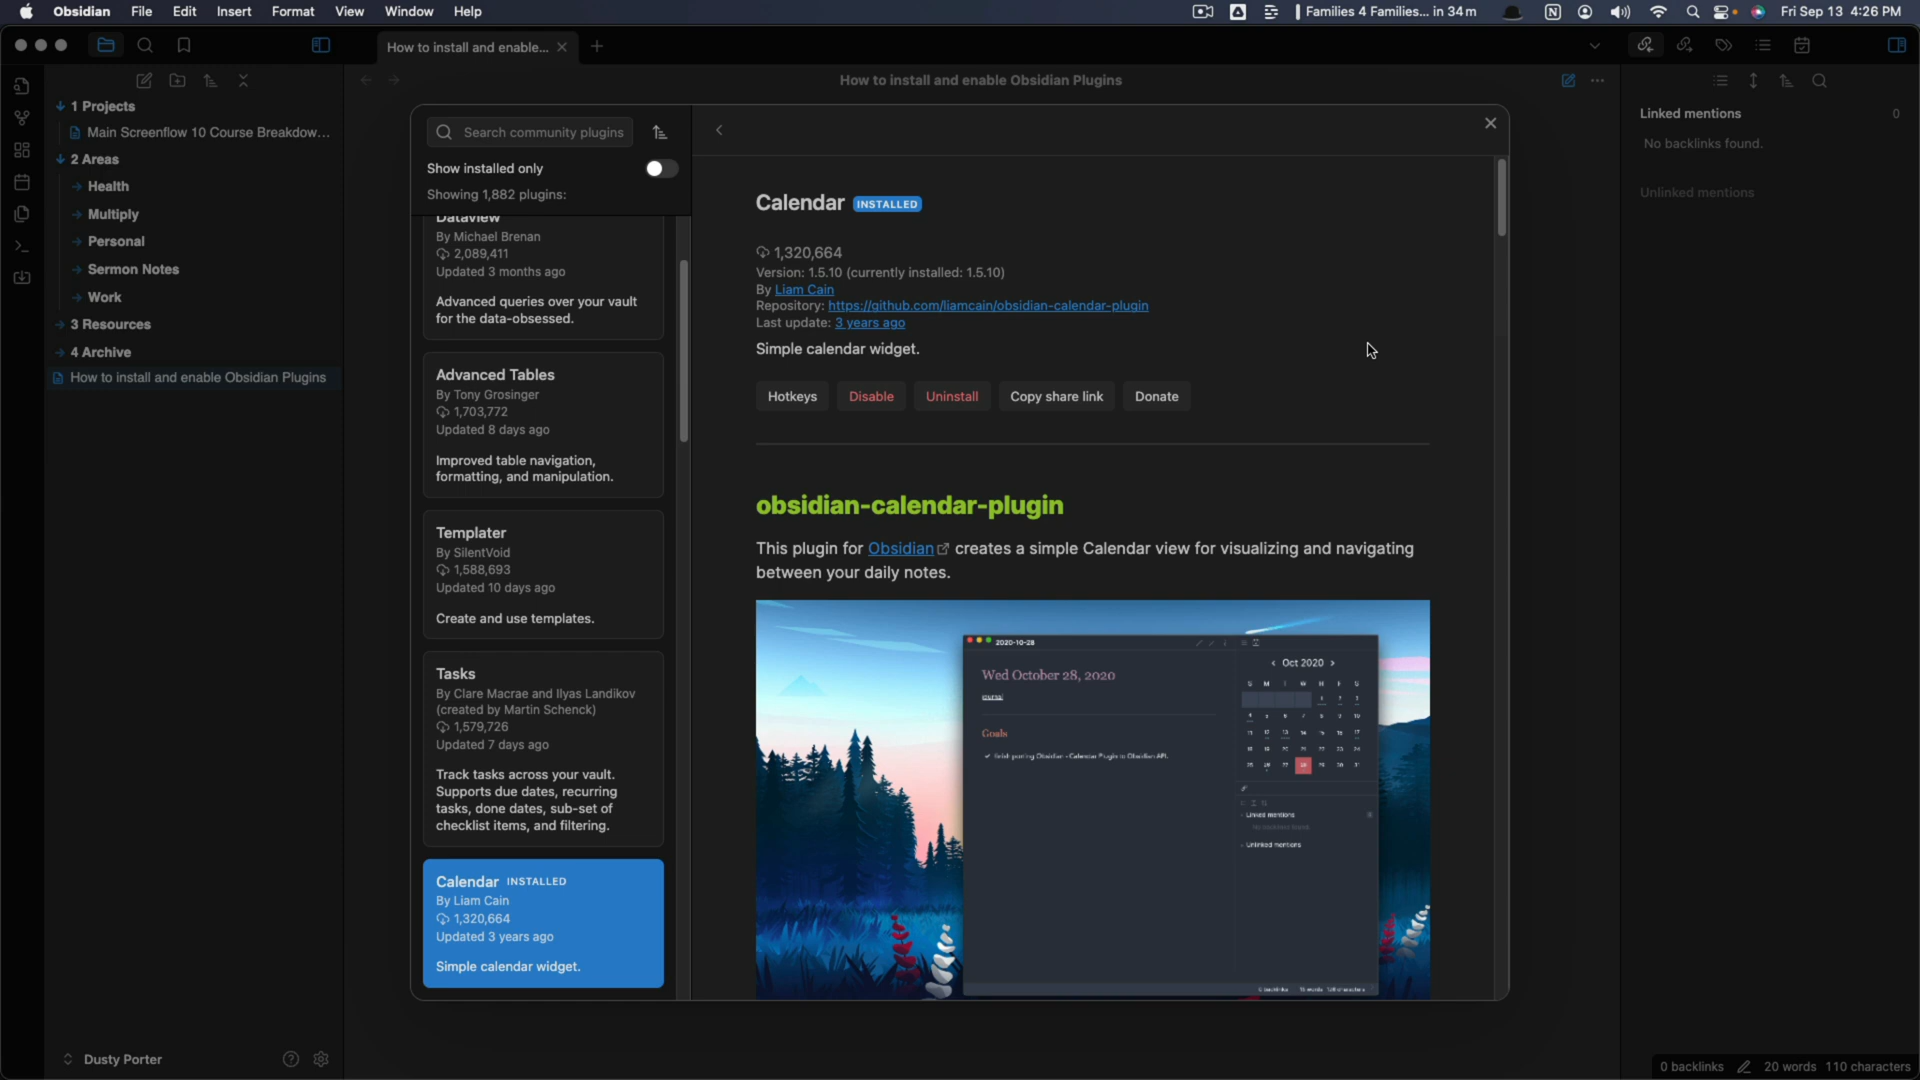 Obsidian File Edit Insert Format View Window Help
Families 4 Families... in 34m
Fri Sep 13 4:26 PM
How to install and enable...
How to install and enable Obsidian Plugins
1 Projects
Main Screenflow 10 Course Breakdow...
2 Areas
Health
Multiply
Personal
Sermon Notes
Work
3 Resources
4 Archive
How to install and enable Obsidian Plugins
Dusty Porter
Search community plugins
Show installed only
Showing 1,882 plugins:
Dataview
By Michael Brenan
2,089,411
Updated 3 months ago
Advanced queries over your vault
for the data-obsessed.
Advanced Tables
By Tony Grosinger
1,703,772
Updated 8 days ago
Improved table navigation,
formatting, and manipulation.
Templater
By SilentVoid
1,588,693
Updated 10 days ago
Create and use templates.
Tasks
By Clare Macrae and Ilyas Landikov
(created by Martin Schenck)
1,579,726
Updated 7 days ago
Track tasks across your vault.
Supports due dates, recurring
tasks, done dates, sub-set of
checklist items, and filtering.
Calendar INSTALLED
By Liam Cain
1,320,664
Updated 3 years ago
Simple calendar widget.
Calendar INSTALLED
1,320,664
Version: 1.5.10 (currently installed: 1.5.10)
By Liam Cain
Repository: https://github.com/liamcain/obsidian-calendar-plugin
Last update: 3 years ago
Simple calendar widget.
Hotkeys Disable Uninstall Copy share link Donate
obsidian-calendar-plugin
This plugin for Obsidian creates a simple Calendar view for visualizing and navigating
between your daily notes.
2020-10-28
Wed October 28, 2020
Goals
Oct 2020
Linked mentions
Unlinked mentions
Linked mentions 0
No backlinks found.
Unlinked mentions
0 backlinks 20 words 110 characters